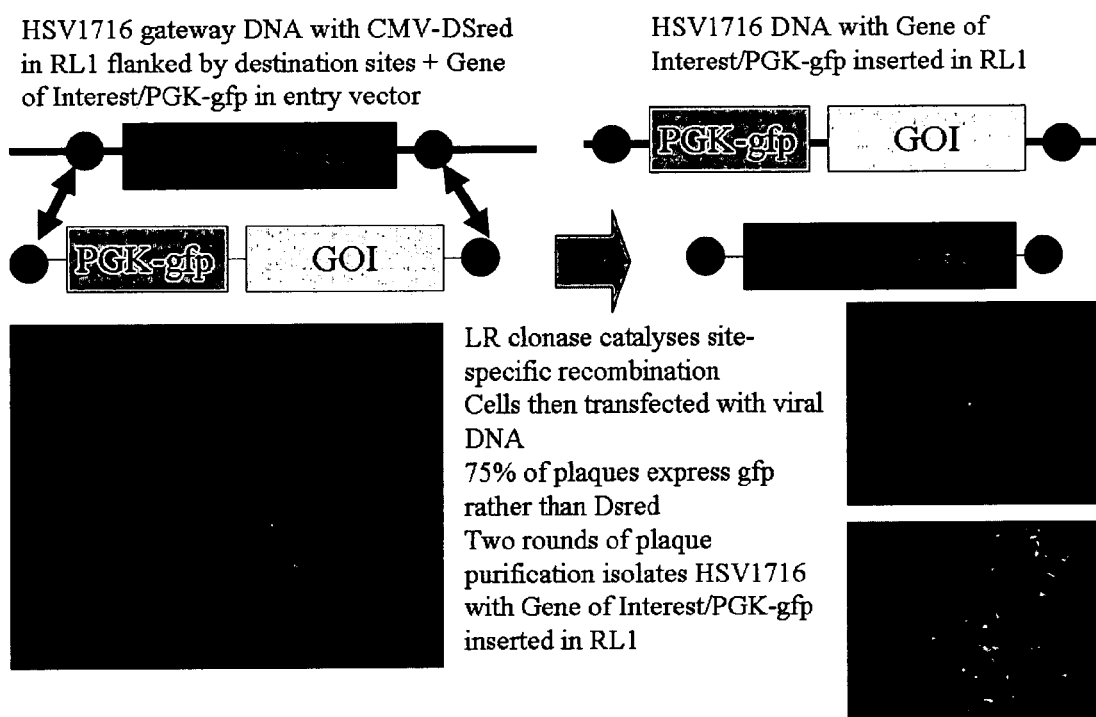 HSV1716 gateway DNA with CMV-DSred
in RL1 flanked by destination sites + Gene
of Interest/PGK-gfp in entry vector
PGK-gfp
GOI
HSV1716 DNA with Gene of
Interest/PGK-gfp inserted in RL1
PGK-gfp
GOI
LR clonase catalyses site-
specific recombination
Cells then transfected with viral
DNA
75% of plaques express gfp
rather than Dsred
Two rounds of plaque
purification isolates HSV1716
with Gene of Interest/PGK-gfp
inserted in RL1